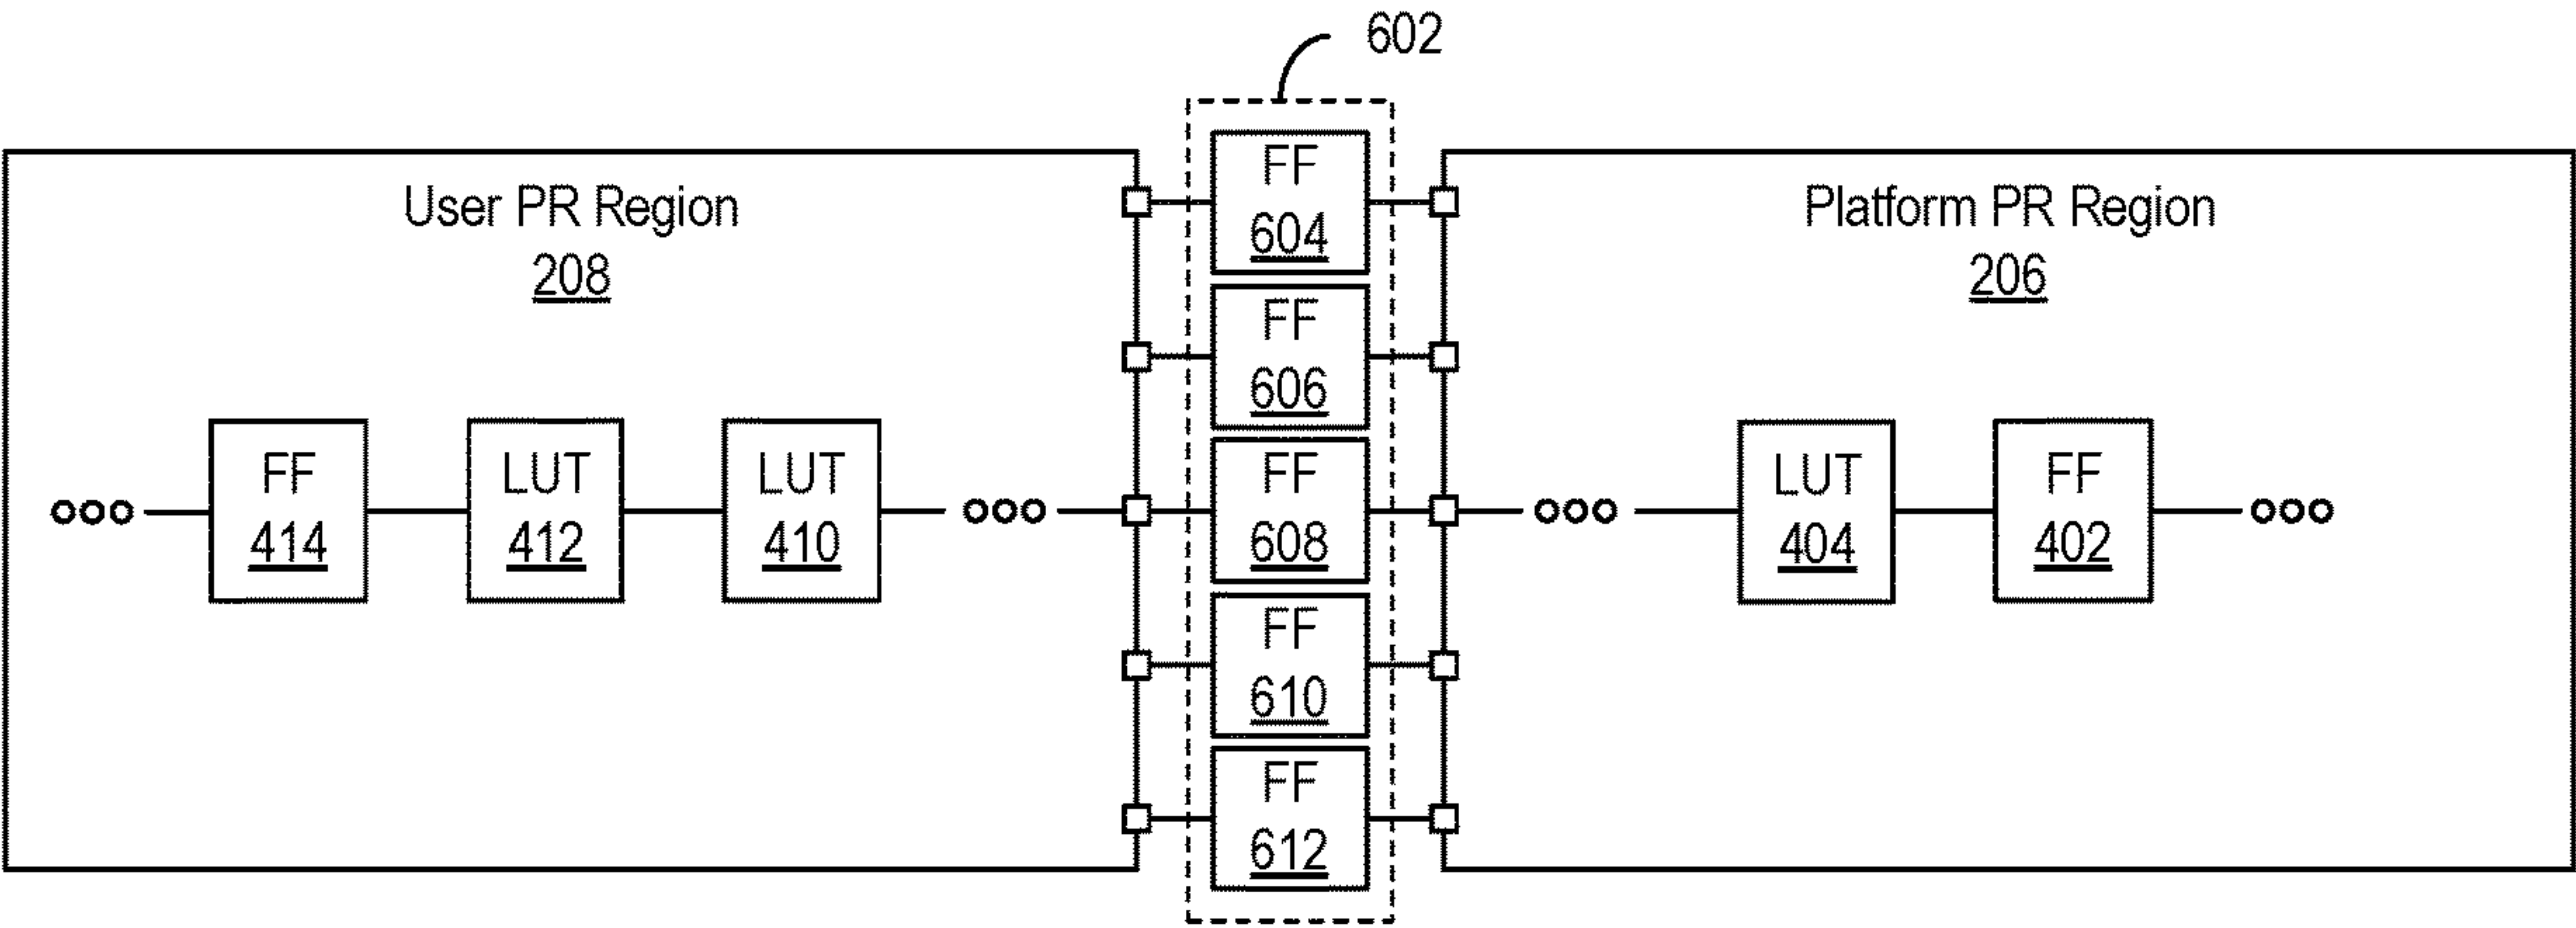 602
User PR Region
208
FF
604
Platform PR Region
206
FF
606
FF
414
LUT
412
LUT
410
FF
608
LUT
404
FF
402
FF
610
FF
612